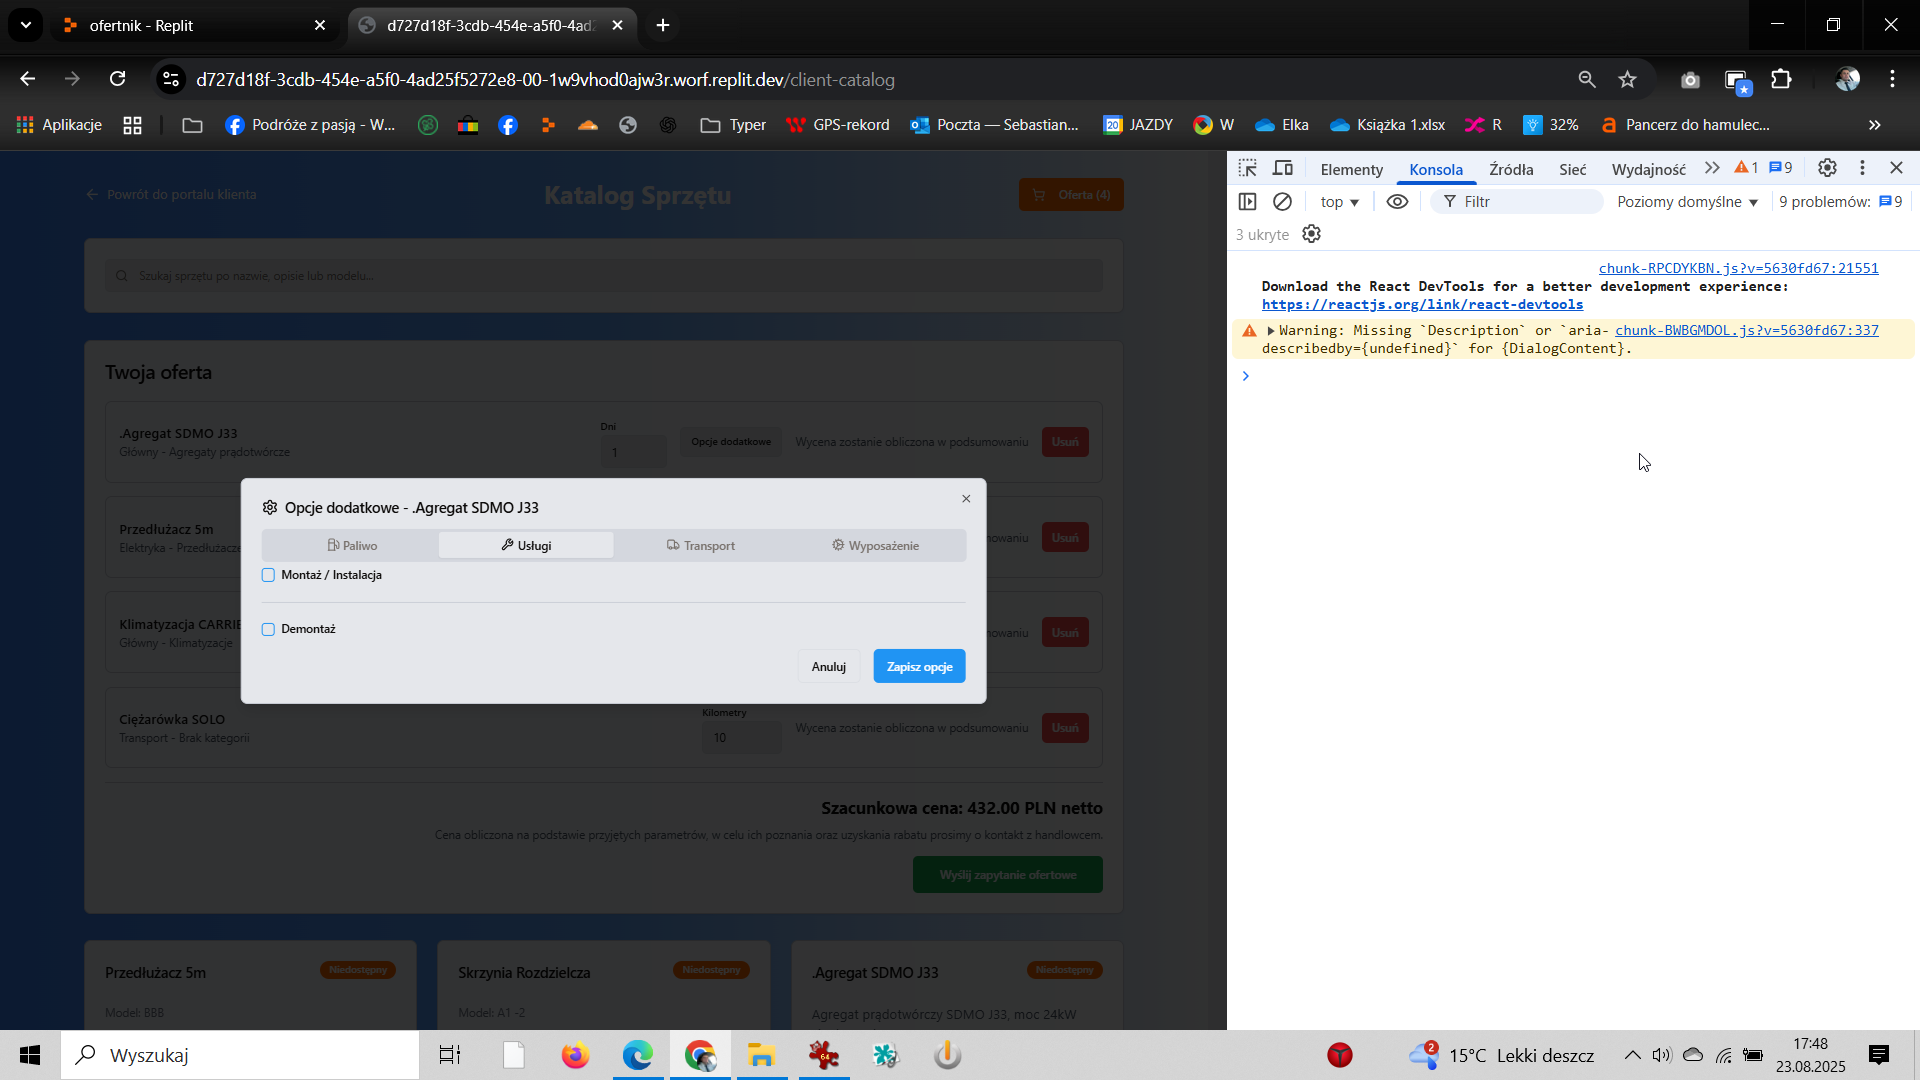 ofertnik - Replit
d727d18f-3cdb-454e-a5f0-4ad2
d727d18f-3cdb-454e-a5f0-4ad25f5272e8-00-1w9vhod0ajw3r.worf.replit.dev/client-catalog
Aplikacje
Podróże z pasją - W...
Typer
GPS-rekord
Poczta — Sebastian...
20 JAZDY
W
Elka
Książka 1.xlsx
R
32%
Pancerz do hamulec...
Powrót do portalu klienta
Katalog Sprzętu
Oferta (4)
Szukaj sprzętu po nazwie, opisie lub modelu...
Twoja oferta
.Agregat SDMO J33
Główny - Agregaty prądotwórcze
Dni
1
Opcje dodatkowe
Wycena zostanie obliczona w podsumowaniu
Usuń
Przedłużacz 5m
Elektryka - Przedłużacze
nowaniu
Usuń
Klimatyzacja CARRIE
Główny - Klimatyzacje
nowaniu
Usuń
Opcje dodatkowe - .Agregat SDMO J33
Paliwo
Usługi
Transport
Wyposażenie
Montaż / Instalacja
Demontaż
Anuluj
Zapisz opcje
Ciężarówka SOLO
Transport - Brak kategorii
Kilometry
10
Wycena zostanie obliczona w podsumowaniu
Usuń
Szacunkowa cena: 432.00 PLN netto
Cena obliczona na podstawie przyjętych parametrów, w celu ich poznania oraz uzyskania rabatu prosimy o kontakt z handlowcem.
Wyślij zapytanie ofertowe
Przedłużacz 5m
Niedostępny
Model: BBB
Skrzynia Rozdzielcza
Niedostępny
Model: A1 -2
.Agregat SDMO J33
Niedostępny
Agregat prądotwórczy SDMO J33, moc 24kW
Elementy
Konsola
Źródła
Sieć
Wydajność
1
9
top
Filtr
Poziomy domyślne
9 problemów:
9
3 ukryte
chunk-RPCDYKBN.js?v=5630fd67:21551
Download the React DevTools for a better development experience:
https://reactjs.org/link/react-devtools
Warning: Missing `Description` or `aria-
chunk-BWBGMDOL.js?v=5630fd67:337
describedby={undefined}` for {DialogContent}.
Wyszukaj
64
2
15°C Lekki deszcz
17:48
23.08.2025